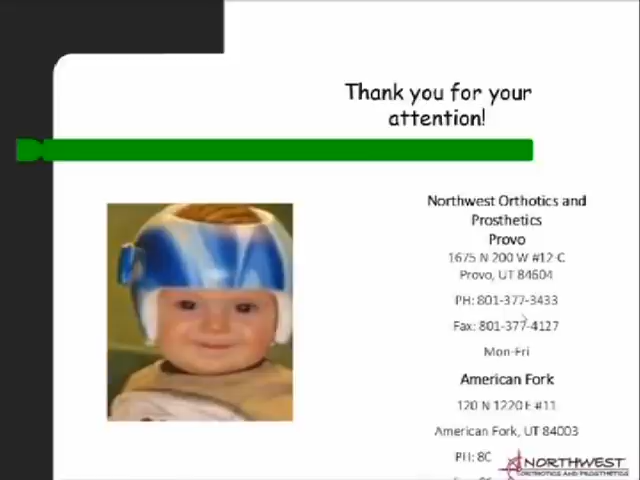 Thank you for your
attention!
Northwest Orthotics and
Prosthetics
Provo
1675 N 200 W #12-C
Provo, UT 84604
PH: 801-377-3433
Fax: 801-377-4127
Mon-Fri
American Fork
120 N 1220 E #11
American Fork, UT 84003
PH: 8C
NORTHWEST
ORTHOTICS AND PROSTHETICS